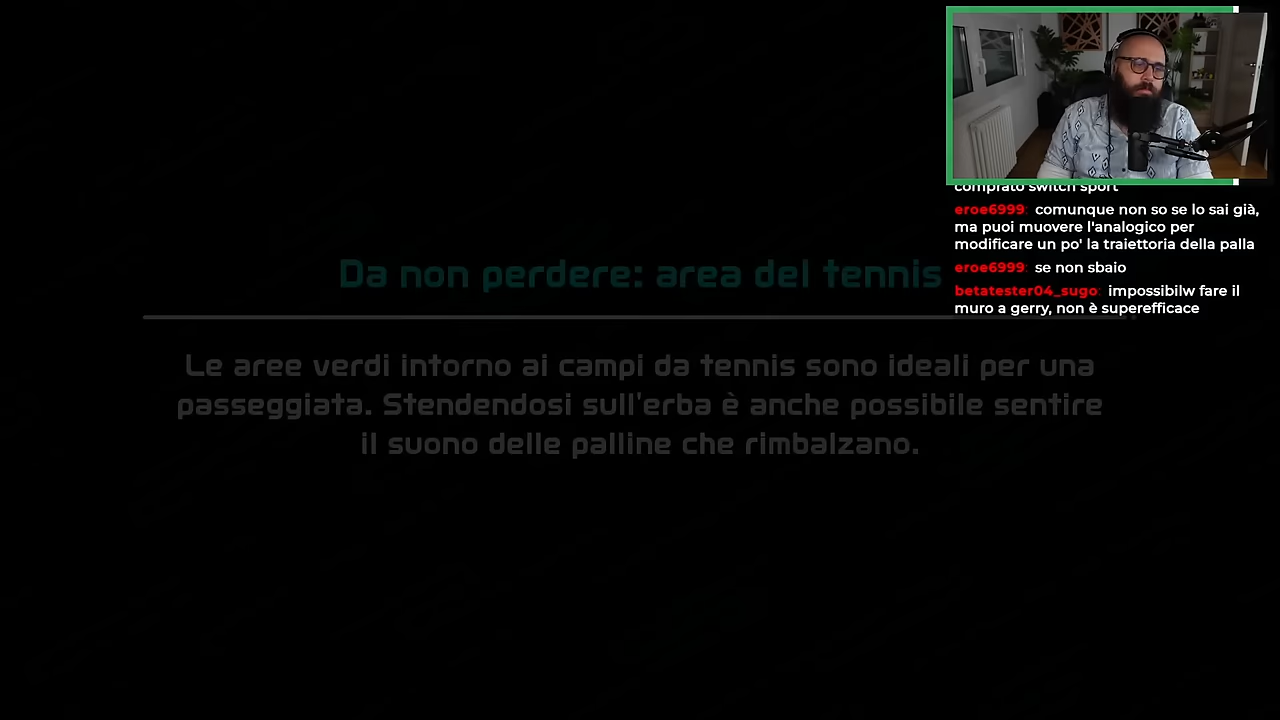 comprato switch sport
eroe6999: comunque non so se lo sai già,
ma puoi muovere l'analogico per
modificare un po' la traiettoria della palla
eroe6999: se non sbaio
betatester04_sugo: impossibilw fare il
muro a gerry, non è superefficace
Da non perdere: area del tennis
Le aree verdi intorno ai campi da tennis sono ideali per una
passeggiata. Stendendosi sull'erba è anche possibile sentire
il suono delle palline che rimbalzano.